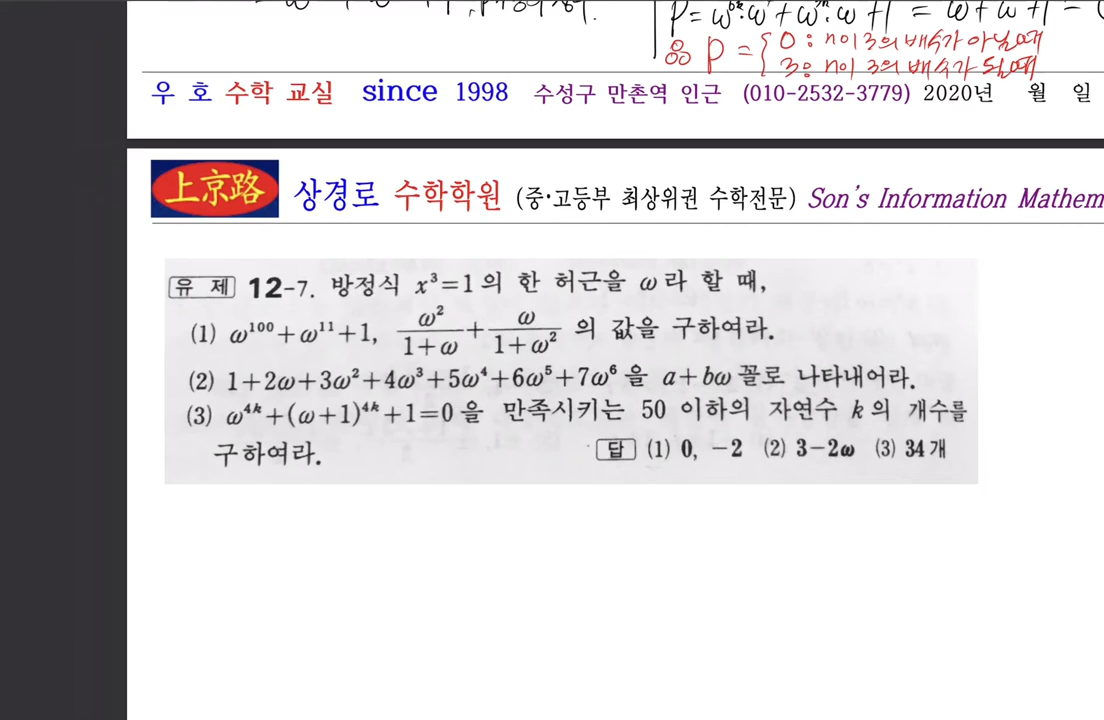 P = ω^{6k}·ω^{2}+ω^{3k}·ω+1 = ω^{2}+ω+1 =
∴ P = { 0 : n이 3의 배수가 아닐때
3 : n이 3의 배수가 될때
우 호 수학 교실 since 1998 수성구 만촌역 인근 (010-2532-3779) 2020년 월 일
上京路 상경로 수학학원 (중·고등부 최상위권 수학전문) Son's Information Mathem
유 제 12-7. 방정식 x³=1의 한 허근을 ω라 할 때,
(1) ω¹⁰⁰+ω¹¹+1, ω²/(1+ω) + ω/(1+ω²) 의 값을 구하여라.
(2) 1+2ω+3ω²+4ω³+5ω⁴+6ω⁵+7ω⁶을 a+bω 꼴로 나타내어라.
(3) ω⁴ᵏ+(ω+1)⁴ᵏ+1=0을 만족시키는 50 이하의 자연수 k의 개수를
구하여라. 답 (1) 0, −2 (2) 3−2ω (3) 34개